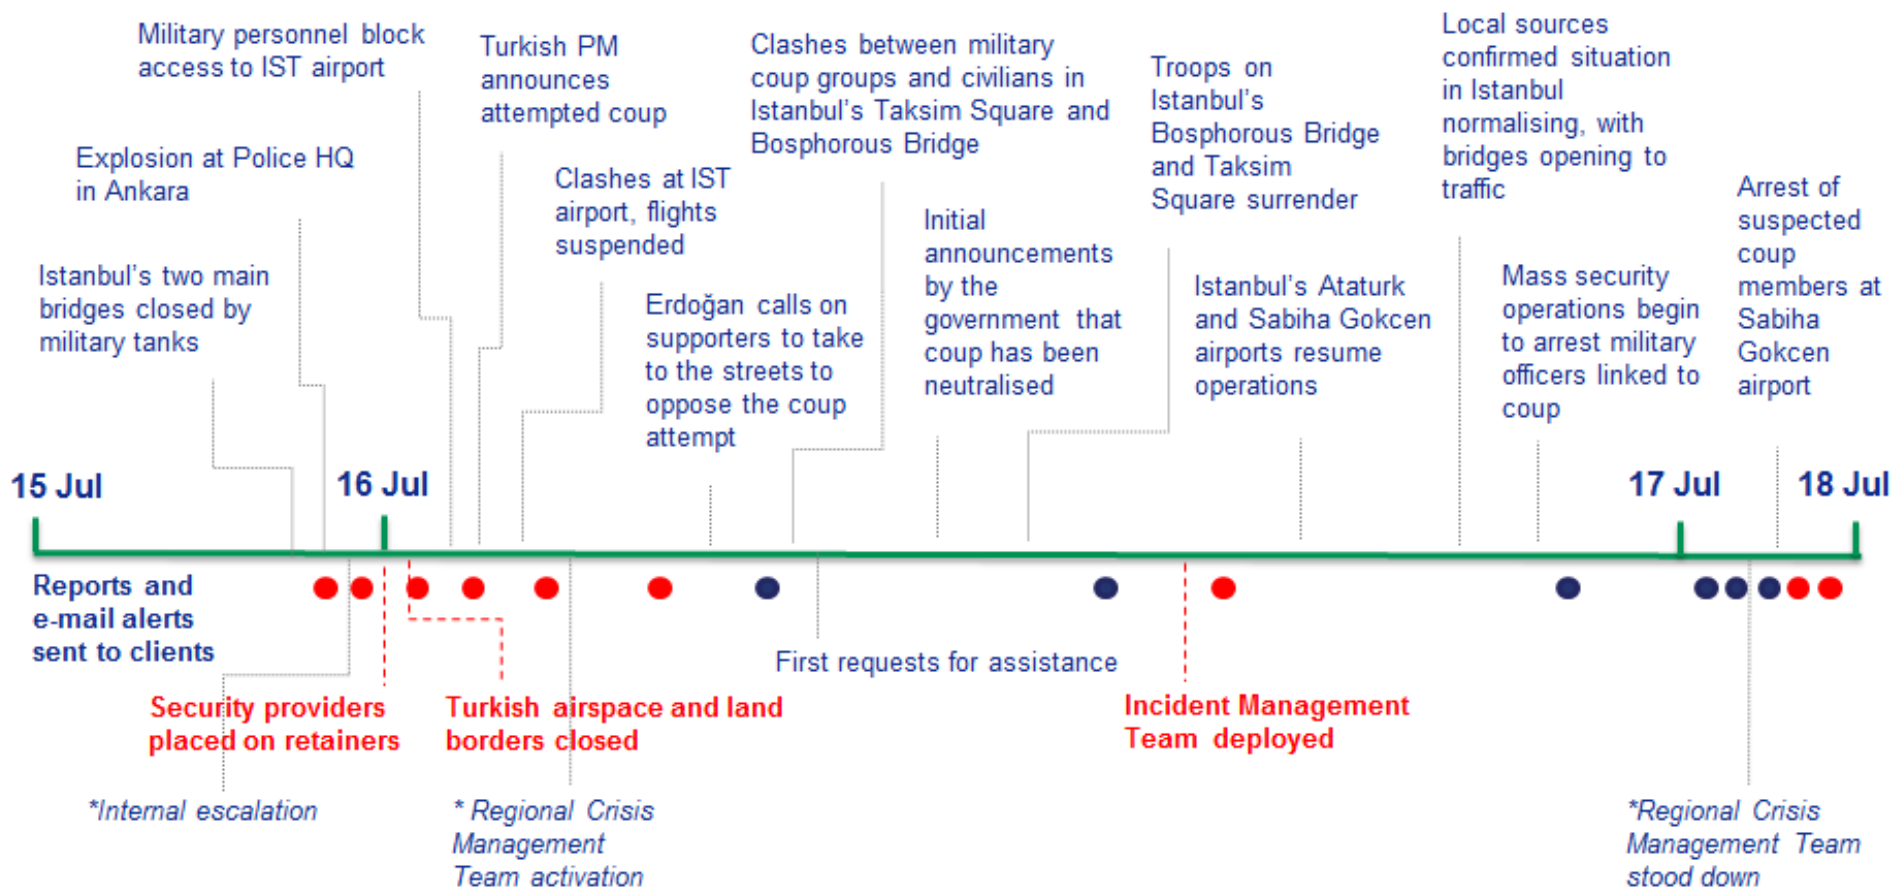 Military personnel block
access to IST airport
Turkish PM
announces
attempted coup
Clashes between military
coup groups and civilians in
Istanbul's Taksim Square and
Bosphorous Bridge
Troops on
Istanbul's
Bosphorous Bridge
and Taksim
Square surrender
Local sources
confirmed situation
in Istanbul
normalising, with
bridges opening to
traffic
Explosion at Police HQ
in Ankara
Clashes at IST
airport, flights
suspended
Initial
announcements
by the
government that
coup has been
neutralised
Arrest of
suspected
coup
members at
Sabiha
Gokcen
airport
Istanbul's two main
bridges closed by
military tanks
Erdoğan calls on
supporters to take
to the streets to
oppose the coup
attempt
Istanbul's Ataturk
and Sabiha Gokcen
airports resume
operations
Mass security
operations begin
to arrest military
officers linked to
coup
15 Jul
16 Jul
17 Jul
18 Jul
Reports and
e-mail alerts
sent to clients
First requests for assistance
Security providers
placed on retainers
Turkish airspace and land
borders closed
Incident Management
Team deployed
*Internal escalation
* Regional Crisis
Management
Team activation
*Regional Crisis
Management Team
stood down